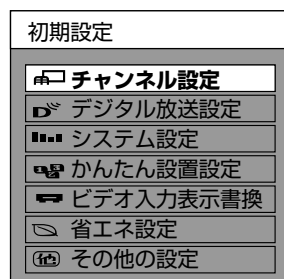 初期設定
チャンネル設定
デジタル放送設定
システム設定
かんたん設置設定
ビデオ入力表示書換
省エネ設定
他 その他の設定